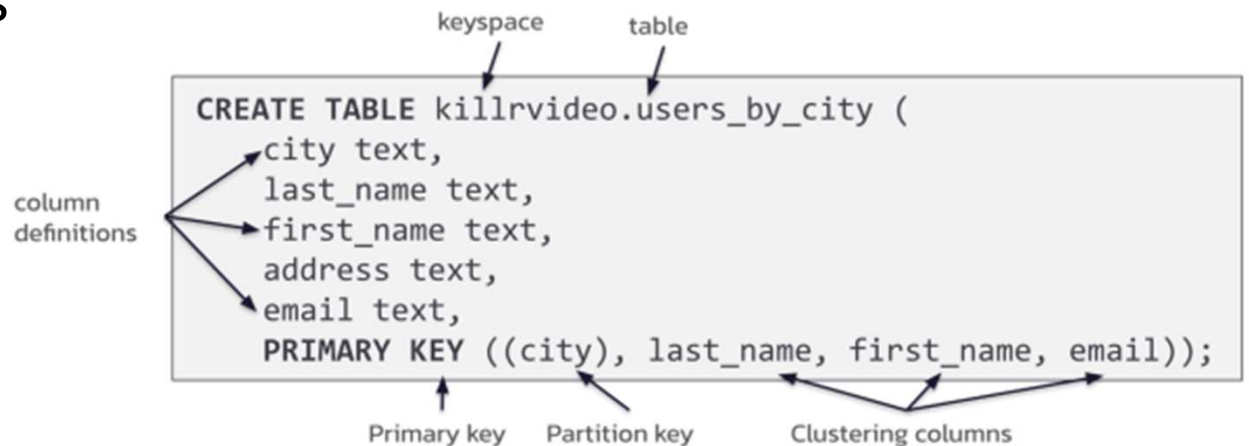 keyspace table
CREATE TABLE killrvideo.users_by_city (
city text,
last_name text,
column
definitions
first_name text,
address text,
email text,
PRIMARY KEY ((city), last_name, first_name, email));
Primary key Partition key Clustering columns